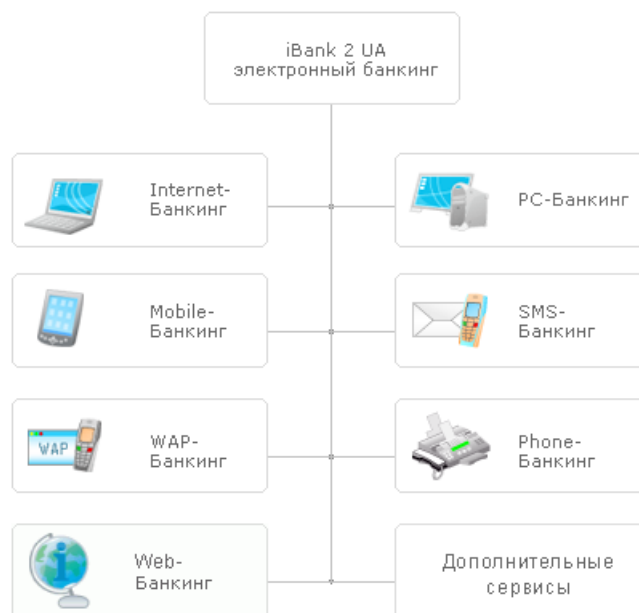 iBank 2 UA
электронный банкинг
Internet-
Банкинг
PC-Банкинг
Mobile-
Банкинг
SMS-
Банкинг
WAP
WAP-
Банкинг
Phone-
Банкинг
Web-
Банкинг
Дополнительные
сервисы